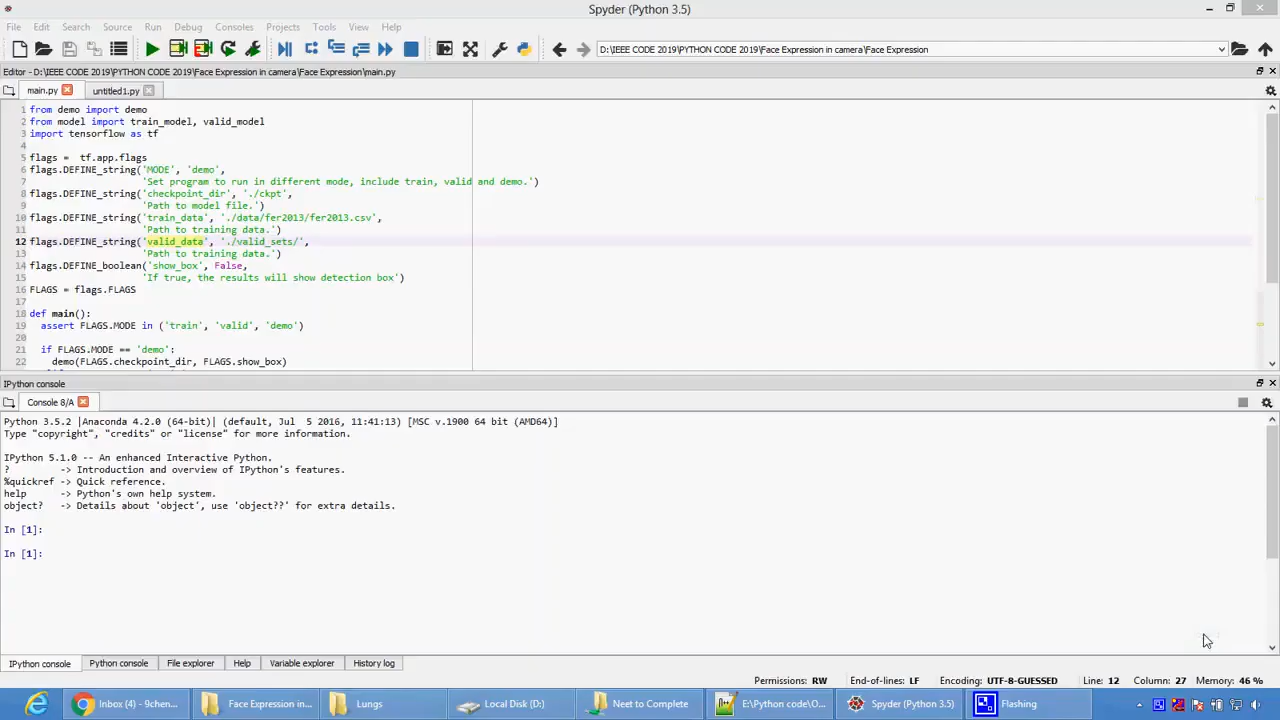 Spyder (Python 3.5)
File Edit Search Source Run Debug Consoles Projects Tools View Help
D:\IEEE CODE 2019\PYTHON CODE 2019\Face Expression in camera\Face Expression
Editor - D:\IEEE CODE 2019\PYTHON CODE 2019\Face Expression in camera\Face Expression\main.py
main.py untitled1.py
1 from demo import demo
2 from model import train_model, valid_model
3 import tensorflow as tf
4
5 flags =  tf.app.flags
6 flags.DEFINE_string('MODE', 'demo',
7 'Set program to run in different mode, include train, valid and demo.')
8 flags.DEFINE_string('checkpoint_dir', './ckpt',
9 'Path to model file.')
10 flags.DEFINE_string('train_data', './data/fer2013/fer2013.csv',
11 'Path to training data.')
12 flags.DEFINE_string('valid_data', './valid_sets/',
13 'Path to training data.')
14 flags.DEFINE_boolean('show_box', False,
15 'If true, the results will show detection box')
16 FLAGS = flags.FLAGS
17
18 def main():
19 assert FLAGS.MODE in ('train', 'valid', 'demo')
20
21 if FLAGS.MODE == 'demo':
22 demo(FLAGS.checkpoint_dir, FLAGS.show_box)
IPython console
Console 8/A
Python 3.5.2 |Anaconda 4.2.0 (64-bit)| (default, Jul  5 2016, 11:41:13) [MSC v.1900 64 bit (AMD64)]
Type "copyright", "credits" or "license" for more information.
IPython 5.1.0 -- An enhanced Interactive Python.
? -> Introduction and overview of IPython's features.
%quickref -> Quick reference.
help -> Python's own help system.
object? -> Details about 'object', use 'object??' for extra details.
In [1]:
In [1]:
IPython console Python console File explorer Help Variable explorer History log
Permissions: RW End-of-lines: LF Encoding: UTF-8-GUESSED Line: 12 Column: 27 Memory: 46 %
Inbox (4) - 9chen... Face Expression in... Lungs Local Disk (D:) Neet to Complete E:\Python code\O... Spyder (Python 3.5) Flashing